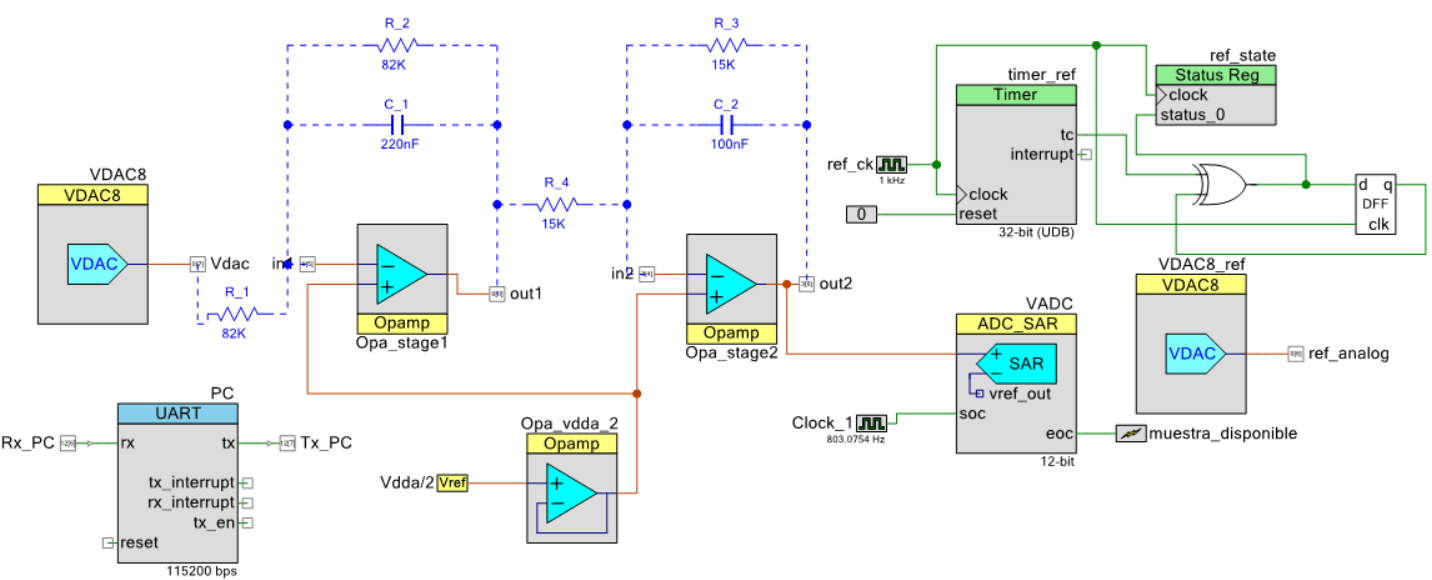 R_2
82K
C_1
220nF
R_3
15K
C_2
100nF
R_4
15K
VDAC8
VDAC8
VDAC
Vdac
R_1
82K
in1
Opamp
Opa_stage1
out1
in2
Opamp
Opa_stage2
out2
timer_ref
Timer
tc
interrupt
clock
reset
32-bit (UDB)
ref_ck
1 kHz
0
ref_state
Status Reg
clock
status_0
d q
DFF
clk
VDAC8_ref
VDAC8
VDAC
ref_analog
VADC
ADC_SAR
SAR
vref_out
soc
eoc
12-bit
Clock_1
803.0754 Hz
muestra_disponible
PC
UART
Rx_PC
rx
tx
Tx_PC
tx_interrupt
rx_interrupt
tx_en
reset
115200 bps
Opa_vdda_2
Opamp
Vdda/2 Vref